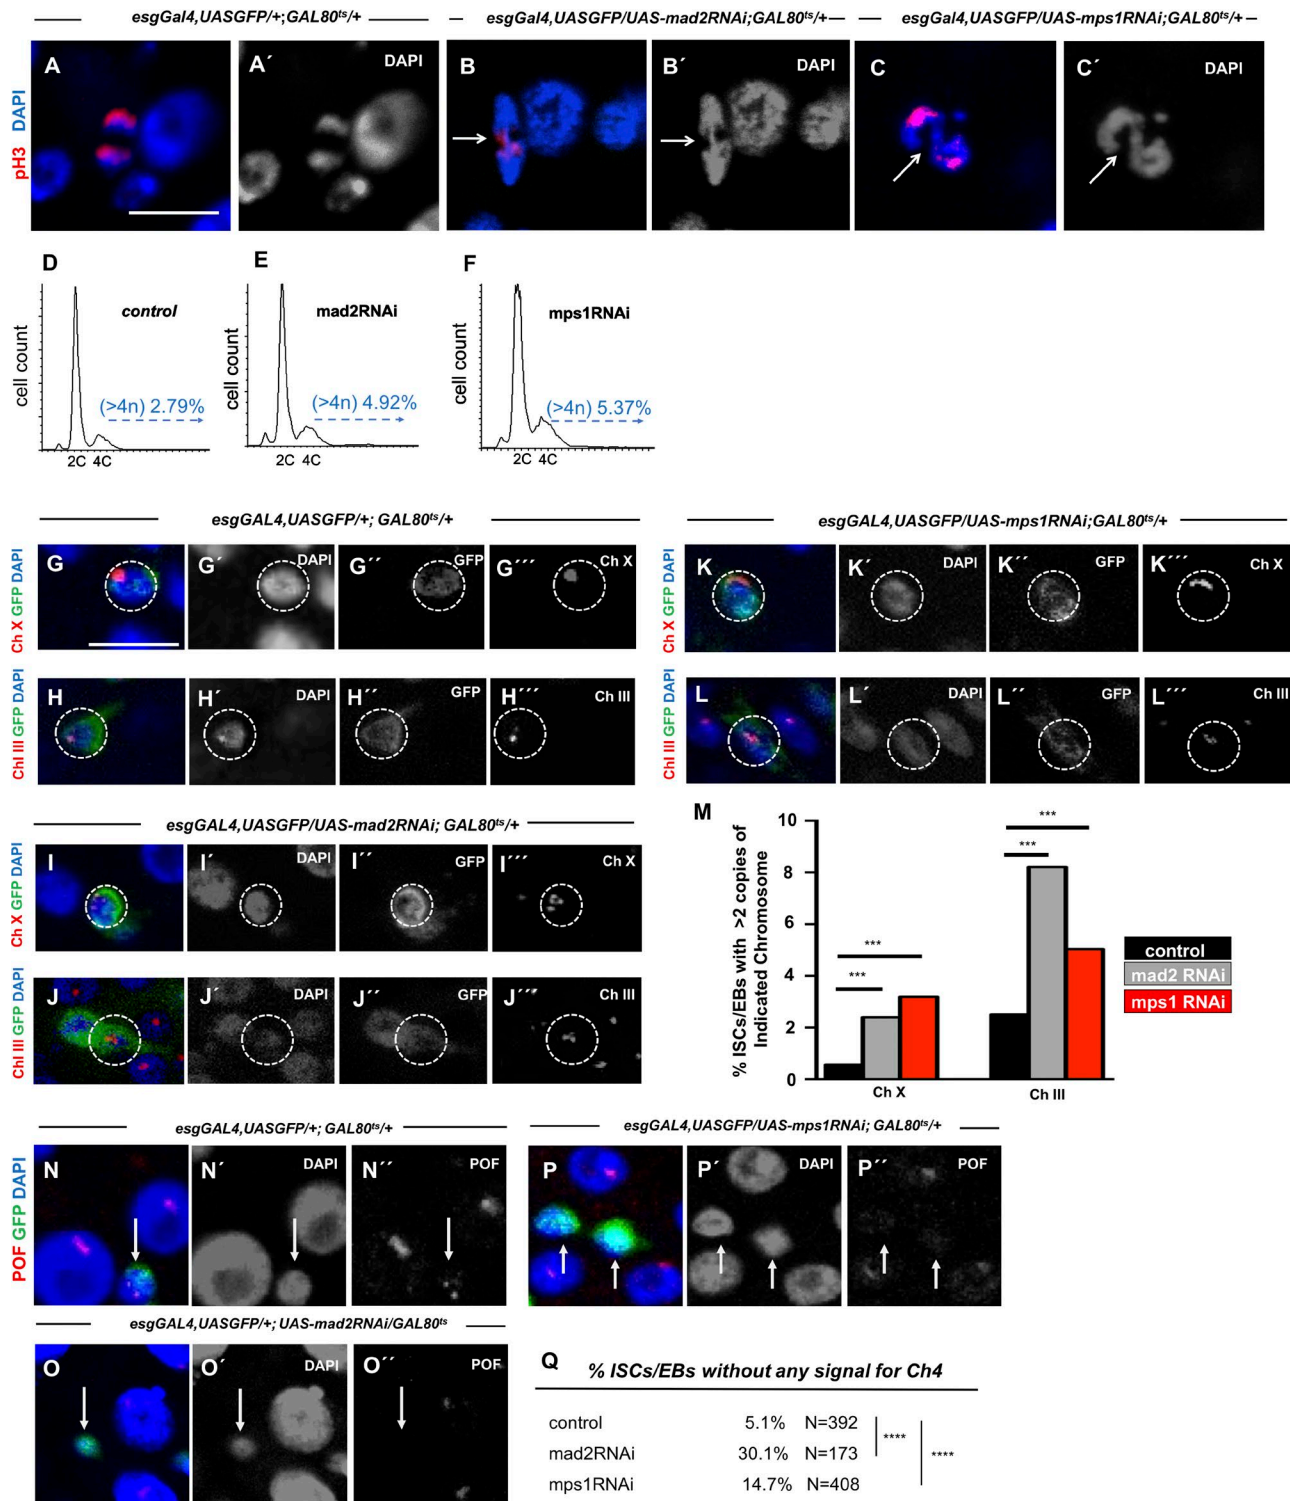 esgGal4,UASGFP/+;GAL80ts/+
esgGal4,UASGFP/UAS-mad2RNAi;GAL80ts/+
esgGal4,UASGFP/UAS-mps1RNAi;GAL80ts/+
pH3 DAPI
A
A´ DAPI
B
B´ DAPI
C
C´ DAPI
D
control
cell count
(>4n) 2.79%
2C 4C
E
mad2RNAi
cell count
(>4n) 4.92%
2C 4C
F
mps1RNAi
cell count
(>4n) 5.37%
2C 4C
esgGAL4,UASGFP/+; GAL80ts/+
Ch X GFP DAPI
G
G´ DAPI
G´´ GFP
G´´´ Ch X
ChI III GFP DAPI
H
H´ DAPI
H´´ GFP
H´´´ Ch III
esgGAL4,UASGFP/UAS-mps1RNAi;GAL80ts/+
Ch X GFP DAPI
K
K´ DAPI
K´´ GFP
K´´´´ Ch X
ChI III GFP DAPI
L
L´ DAPI
L´´ GFP
L´´´ Ch III
esgGAL4,UASGFP/UAS-mad2RNAi; GAL80ts/+
Ch X GFP DAPI
I
I´ DAPI
I´´ GFP
I´´´ Ch X
ChI III GFP DAPI
J
J´ DAPI
J´´ GFP
J´´´ Ch III
M
% ISCs/EBs with >2 copies of
Indicated Chromosome
10
8
6
4
2
0
***
***
***
***
Ch X
Ch III
control
mad2 RNAi
mps1 RNAi
esgGAL4,UASGFP/+; GAL80ts/+
POF GFP DAPI
N
N´ DAPI
N´´ POF
esgGAL4,UASGFP/UAS-mps1RNAi; GAL80ts/+
P
P´ DAPI
P´´ POF
esgGAL4,UASGFP/+; UAS-mad2RNAi/GAL80ts
O
O´ DAPI
O´´ POF
Q
% ISCs/EBs without any signal for Ch4
control 5.1% N=392
mad2RNAi 30.1% N=173
mps1RNAi 14.7% N=408
****
****